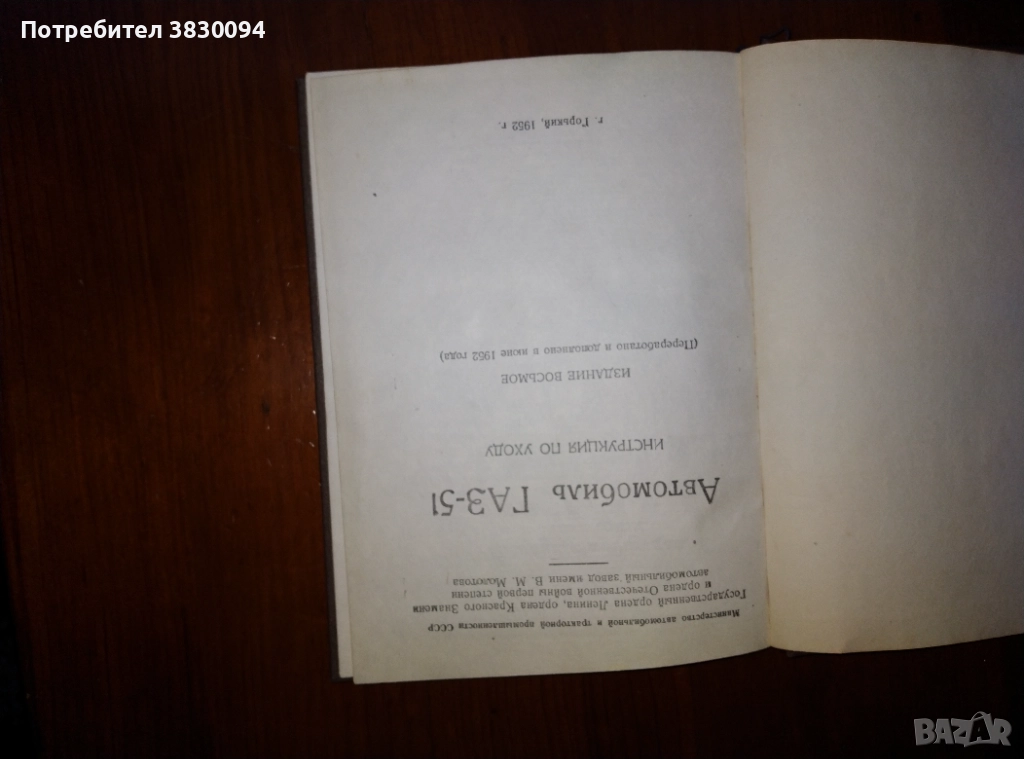 Потребител 3830094
Министерство автомобильной и тракторной промышленности СССР
Государственный ордена Ленина, ордена Красного Знамени
и ордена Отечественной войны первой степени
автомобильный завод имени В. М. Молотова
Автомобиль ГАЗ-51
ИНСТРУКЦИЯ ПО УХОДУ
ИЗДАНИЕ ВОСЬМОЕ
(Переработано и дополнено в июне 1952 года)
г. Горький, 1952 г.
BAZAR